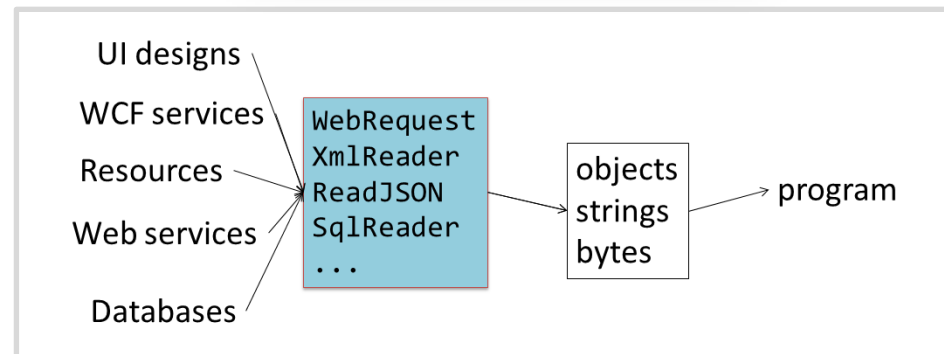 UI designs
WCF services
Resources
Web services
Databases
WebRequest
XmlReader
ReadJSON
SqlReader
...
objects
strings
bytes
program